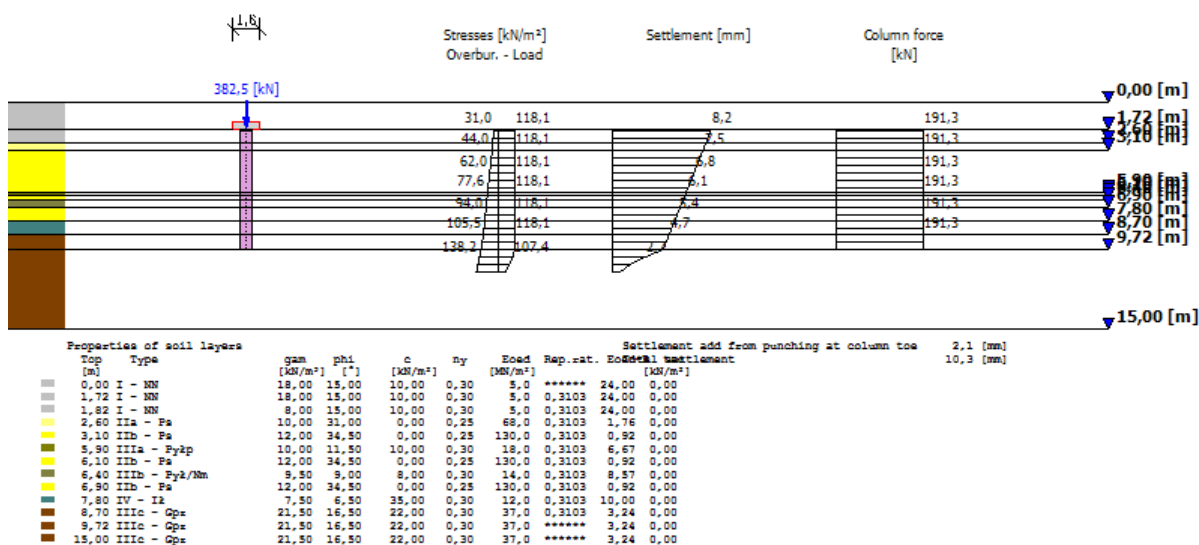 1,8
Stresses [kN/m²] Settlement [mm] Column force
Overbur. - Load [kN]
382,5 [kN]
0,00 [m]
31,0 118,1 8,2 191,3 1,72 [m]
44,0 118,1 7,5 191,3 3,10 [m]
62,0 118,1 6,8 191,3
77,6 118,1 6,1 191,3 5,90 [m]
94,0 118,1 5,4 191,3 7,80 [m]
105,5 118,1 4,7 191,3 8,70 [m]
138,2 107,4 9,72 [m]
15,00 [m]
Properties of soil layers Settlement add from punching at column toe 2,1 [mm]
Top Type gam phi c ny Eoed Rep.rat. settlement 10,3 [mm]
[m] [kN/m³] [°] [kN/m²] [MN/m²] [kN/m²]
0,00 I - NN 18,00 15,00 10,00 0,30 5,0 ****** 24,00 0,00
1,72 I - NN 18,00 15,00 10,00 0,30 5,0 0,3103 24,00 0,00
1,82 I - NN 8,00 15,00 10,00 0,30 5,0 0,3103 24,00 0,00
2,60 IIa - Ps 10,00 31,00 0,00 0,25 68,0 0,3103 1,76 0,00
3,10 IIb - Ps 12,00 34,50 0,00 0,25 130,0 0,3103 0,92 0,00
5,90 IIIa - Pyłp 10,00 11,50 10,00 0,30 18,0 0,3103 6,67 0,00
6,10 IIb - Ps 12,00 34,50 0,00 0,25 130,0 0,3103 0,92 0,00
6,40 IIIb - Pył/Nm 9,50 9,00 8,00 0,30 14,0 0,3103 8,57 0,00
6,90 IIb - Ps 12,00 34,50 0,00 0,25 130,0 0,3103 0,92 0,00
7,80 IV - Ił 7,50 6,50 35,00 0,30 12,0 0,3103 10,00 0,00
8,70 IIIc - Gpz 21,50 16,50 22,00 0,30 37,0 0,3103 3,24 0,00
9,72 IIIc - Gpz 21,50 16,50 22,00 0,30 37,0 ****** 3,24 0,00
15,00 IIIc - Gpz 21,50 16,50 22,00 0,30 37,0 ****** 3,24 0,00